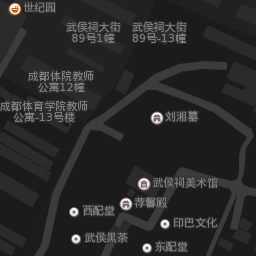 世纪园
武侯祠大街
89号1幢
武侯祠大街
89号-13幢
成都体院教师
公寓12幢
成都体育学院教师
公寓-13号楼
刘湘墓
武侯祠美术馆
荐馨殿
西配堂
印巴文化
武侯黒茶
东配堂